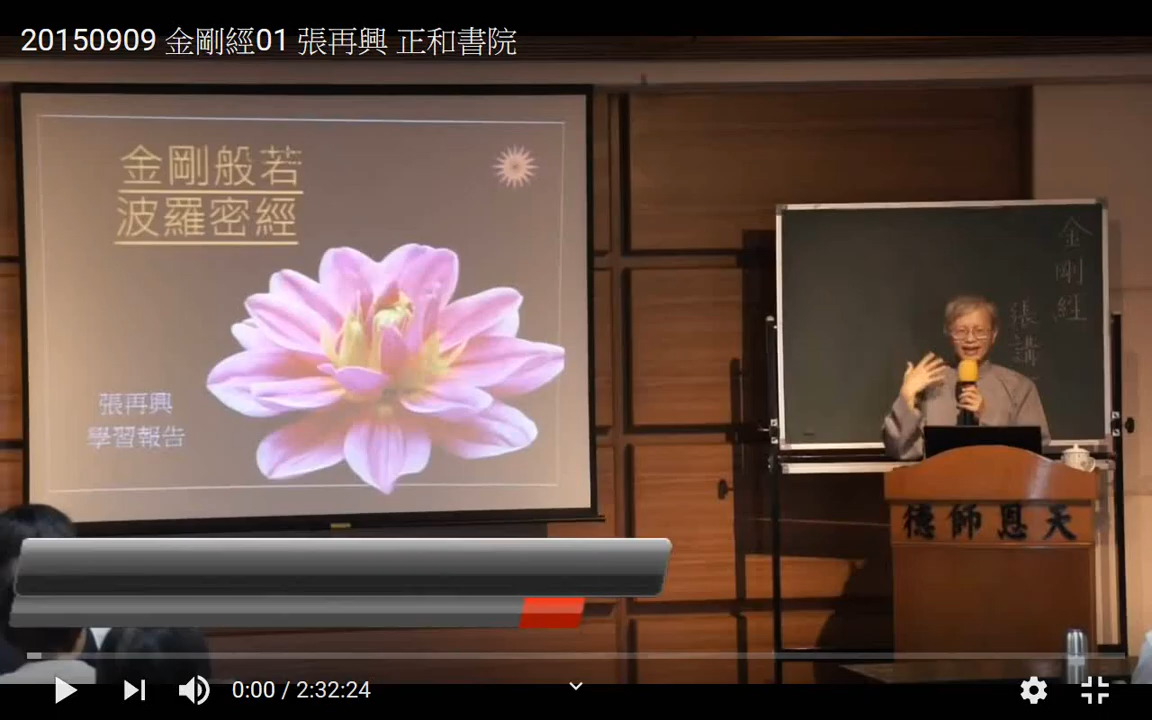 20150909 金剛經01 張再興 正和書院
金剛般若
波羅密經
張再興
學習報告
金剛經
張講
德師恩天
0:00 / 2:32:24